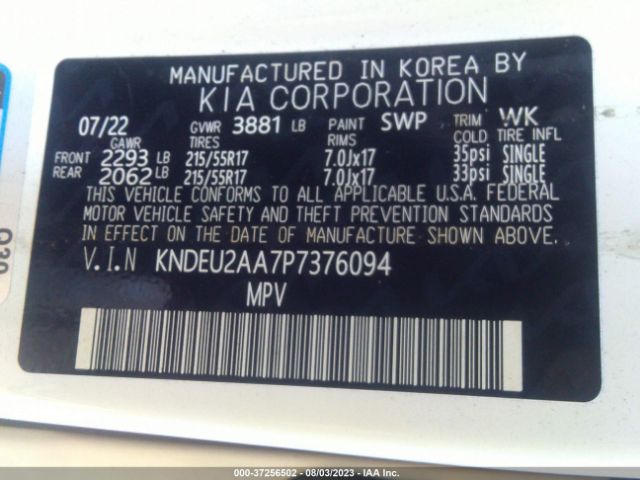 MANUFACTURED IN KOREA BY
KIA CORPORATION
07/22 GVWR 3881 LB PAINT SWP TRIM WK
GAWR TIRES RIMS COLD TIRE INFL
FRONT 2293 LB 215/55R17 7.0Jx17 35psi SINGLE
REAR 2062 LB 215/55R17 7.0Jx17 33psi SINGLE
THIS VEHICLE CONFORMS TO ALL APPLICABLE U.S.A. FEDERAL
MOTOR VEHICLE SAFETY AND THEFT PREVENTION STANDARDS
IN EFFECT ON THE DATE OF MANUFACTURE SHOWN ABOVE.
V.I.N KNDEU2AA7P7376094
MPV
000-37256502 - 08/03/2023 - IAA Inc.